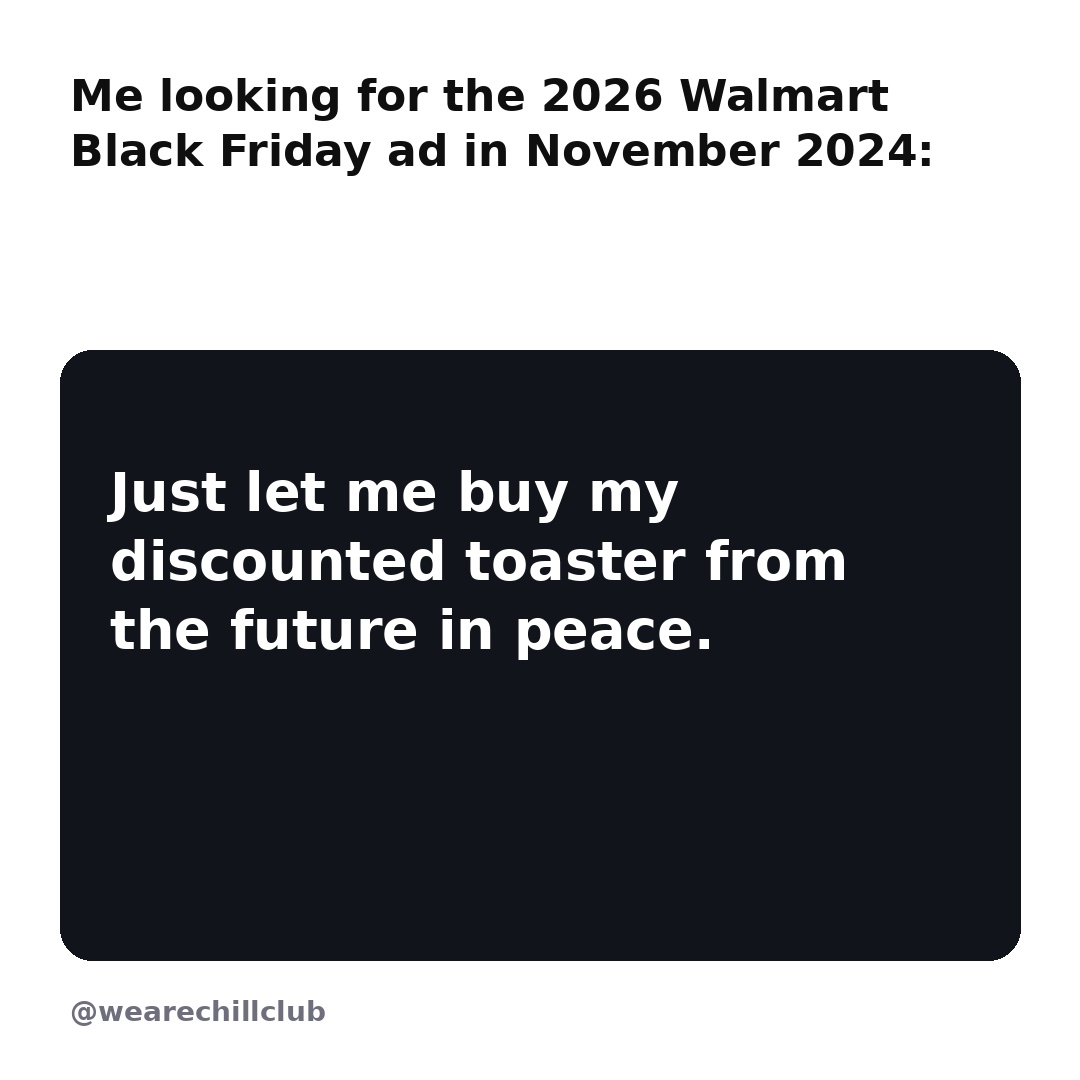 Me looking for the 2026 Walmart
Black Friday ad in November 2024:
Just let me buy my
discounted toaster from
the future in peace.
@wearechillclub